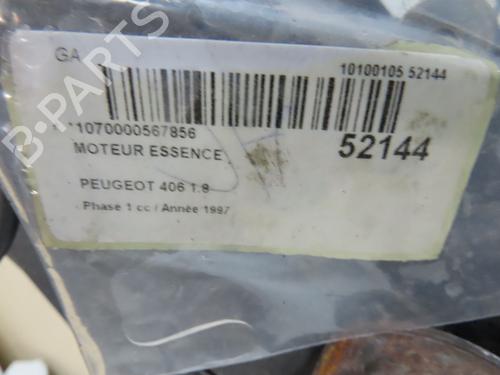 GA
10100105 52144
1070000567856
MOTEUR ESSENCE
52144
PEUGEOT 406 1.8
Phase 1 cc / Année 1997
B-PARTS